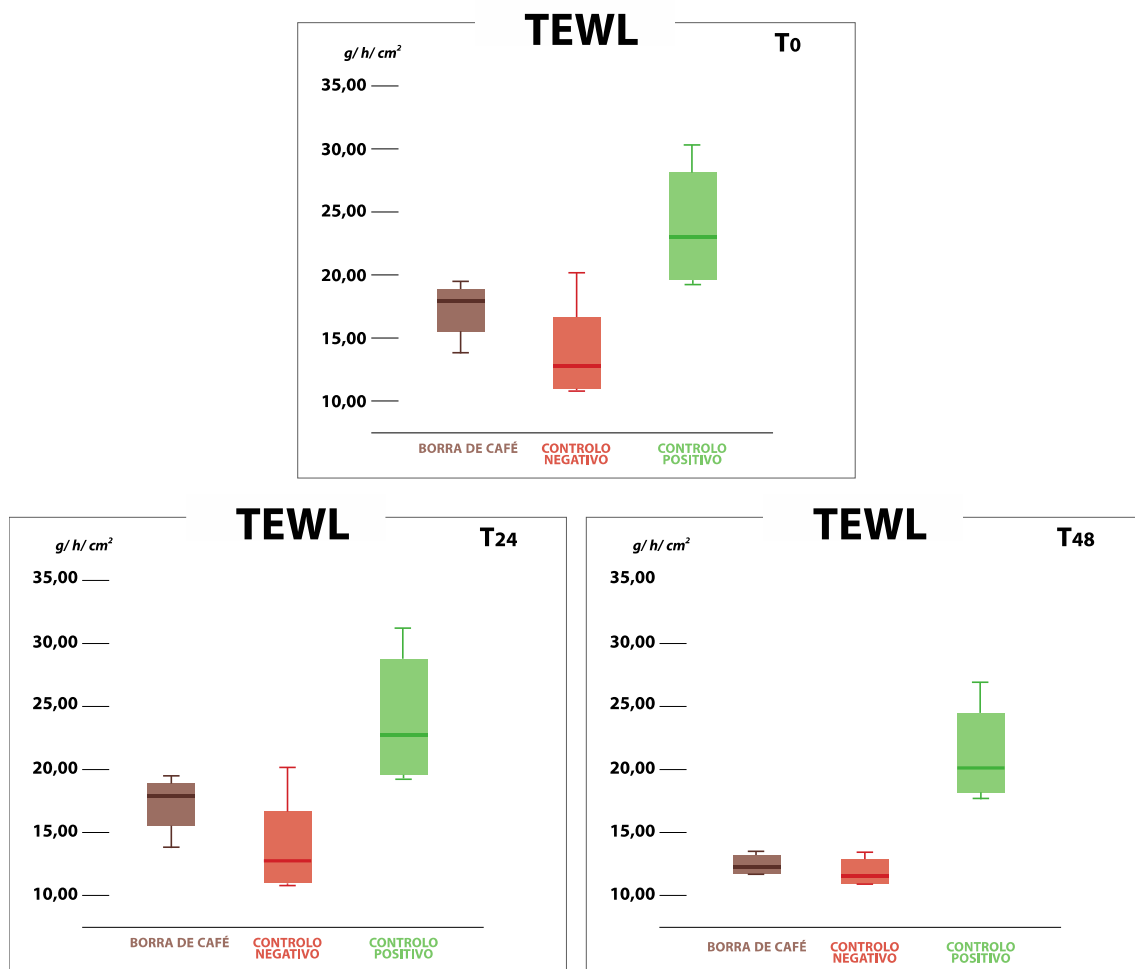 TEWL
T0
g/ h/ cm²
35,00
30,00
25,00
20,00
15,00
10,00
BORRA DE CAFÉ
CONTROLO
NEGATIVO
CONTROLO
POSITIVO
TEWL
T24
g/ h/ cm²
35,00
30,00
25,00
20,00
15,00
10,00
BORRA DE CAFÉ
CONTROLO
NEGATIVO
CONTROLO
POSITIVO
TEWL
T48
g/ h/ cm²
35,00
30,00
25,00
20,00
15,00
10,00
BORRA DE CAFÉ
CONTROLO
NEGATIVO
CONTROLO
POSITIVO